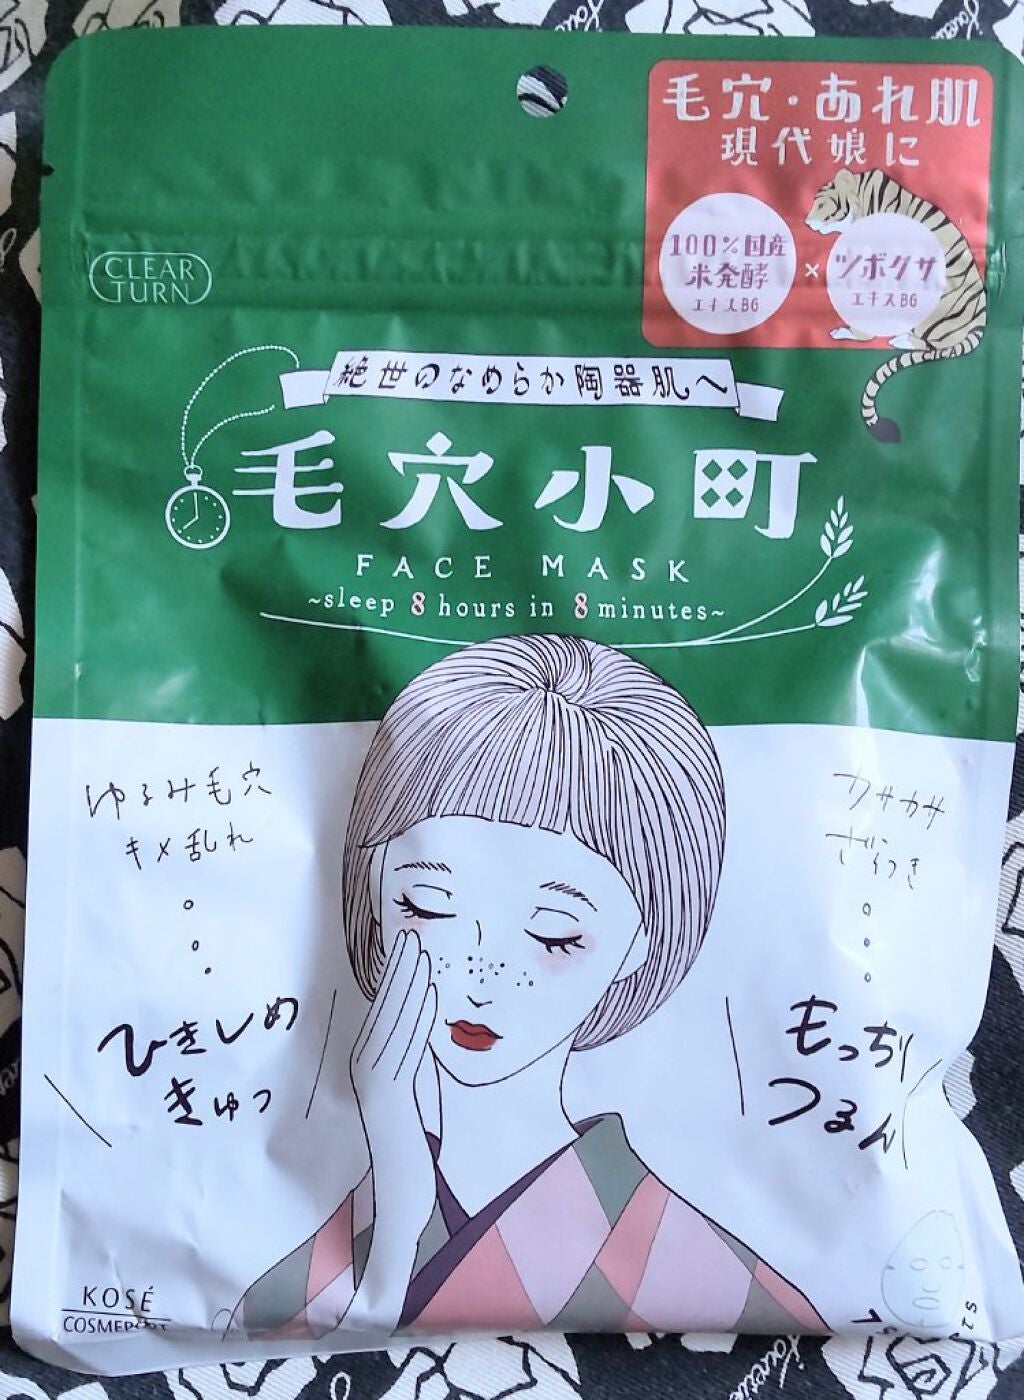 毛穴・あれ肌
現代娘に
100%国産
米発酵
エキスBG
×
ツボクサ
エキスBG
CLEAR
TURN
絶世のなめらか陶器肌へ
毛穴小町
FACE MASK
~sleep 8 hours in 8 minutes~
ゆるみ毛穴
キメ乱れ
ひきしめ
きゅっ
カサカサ
ざらつき
もっちり
つるん
KOSÉ
COSMEPORT